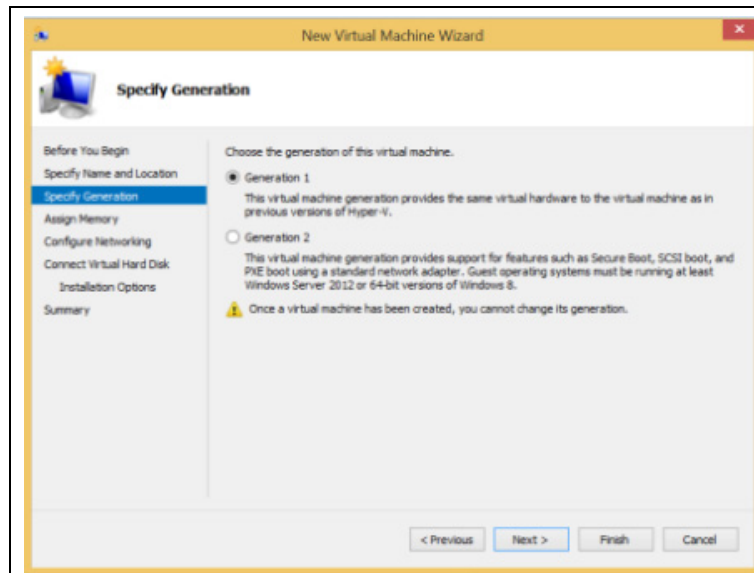 New Virtual Machine Wizard
Specify Generation
Before You Begin
Specify Name and Location
Specify Generation
Assign Memory
Configure Networking
Connect Virtual Hard Disk
Installation Options
Summary
Choose the generation of this virtual machine.
Generation 1
This virtual machine generation provides the same virtual hardware to the virtual machine as in
previous versions of Hyper-V.
Generation 2
This virtual machine generation provides support for features such as Secure Boot, SCSI boot, and
PXE boot using a standard network adapter. Guest operating systems must be running at least
Windows Server 2012 or 64-bit versions of Windows 8.
Once a virtual machine has been created, you cannot change its generation.
< Previous
Next >
Finish
Cancel